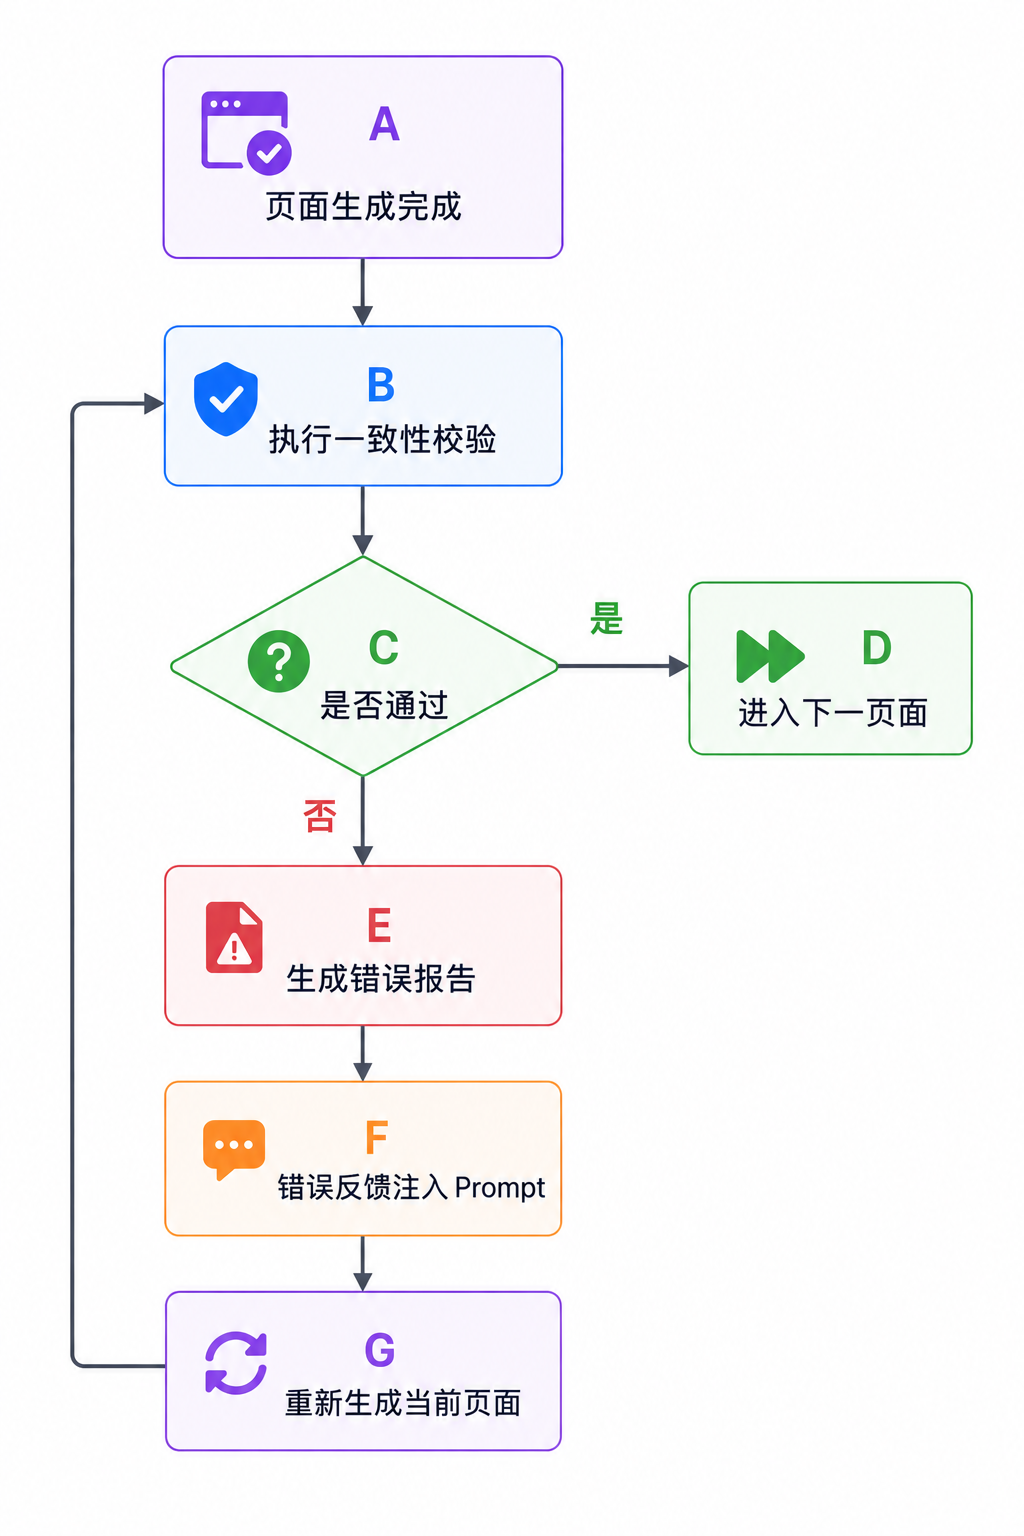 A
页面生成完成
B
执行一致性校验
C
是否通过
是
D
进入下一页面
否
E
生成错误报告
F
错误反馈注入 Prompt
G
重新生成当前页面